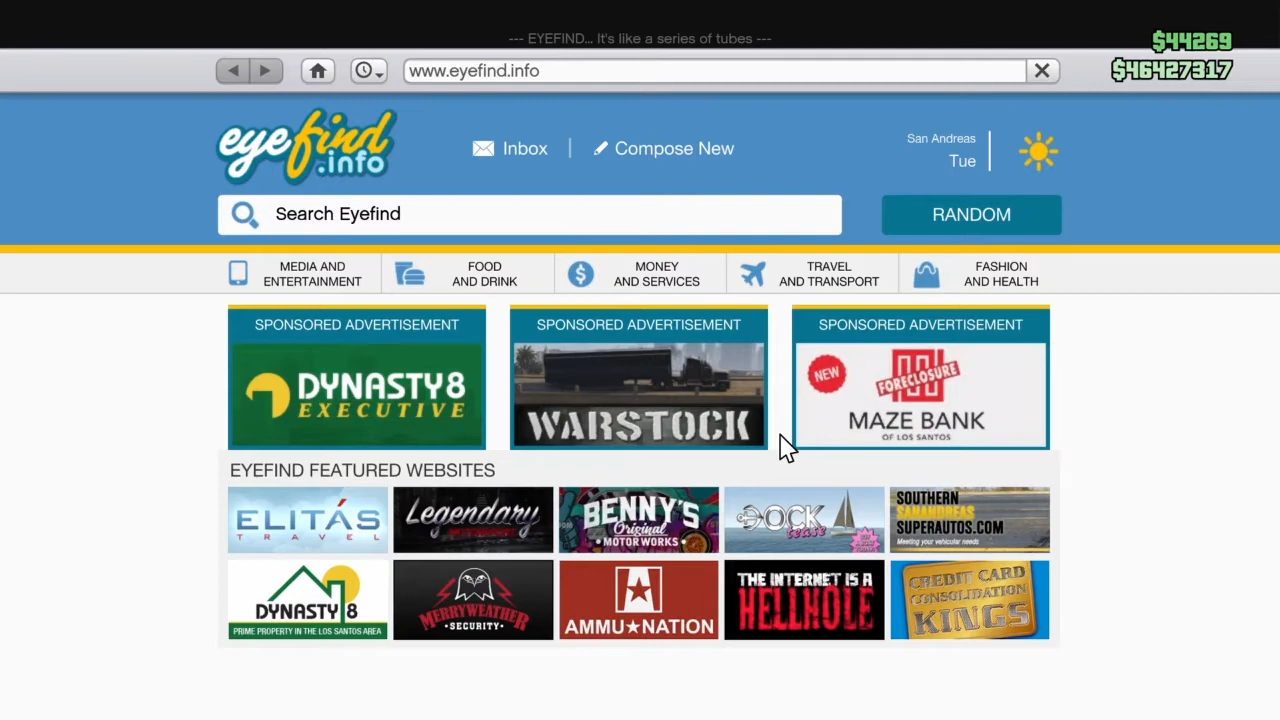 --- EYEFIND... It's like a series of tubes ---
$44269
$46427317
www.eyefind.info
eyefind.info
Inbox
Compose New
San Andreas
Tue
Search Eyefind
RANDOM
MEDIA AND
ENTERTAINMENT
FOOD
AND DRINK
MONEY
AND SERVICES
TRAVEL
AND TRANSPORT
FASHION
AND HEALTH
SPONSORED ADVERTISEMENT
DYNASTY 8
EXECUTIVE
SPONSORED ADVERTISEMENT
WARSTOCK
SPONSORED ADVERTISEMENT
NEW
FORECLOSURE
MAZE BANK
OF LOS SANTOS
EYEFIND FEATURED WEBSITES
ELITÁS
TRAVEL
Legendary
MOTORSPORT
BENNY'S
Original
MOTOR WORKS
DOCK
tease
SOUTHERN
SANANDREAS
SUPERAUTOS.COM
Meeting your vehicular needs
DYNASTY 8
PRIME PROPERTY IN THE LOS SANTOS AREA
MERRYWEATHER
SECURITY
AMMU★NATION
THE INTERNET IS A
HELLHOLE
CREDIT CARD
CONSOLIDATION
KINGS